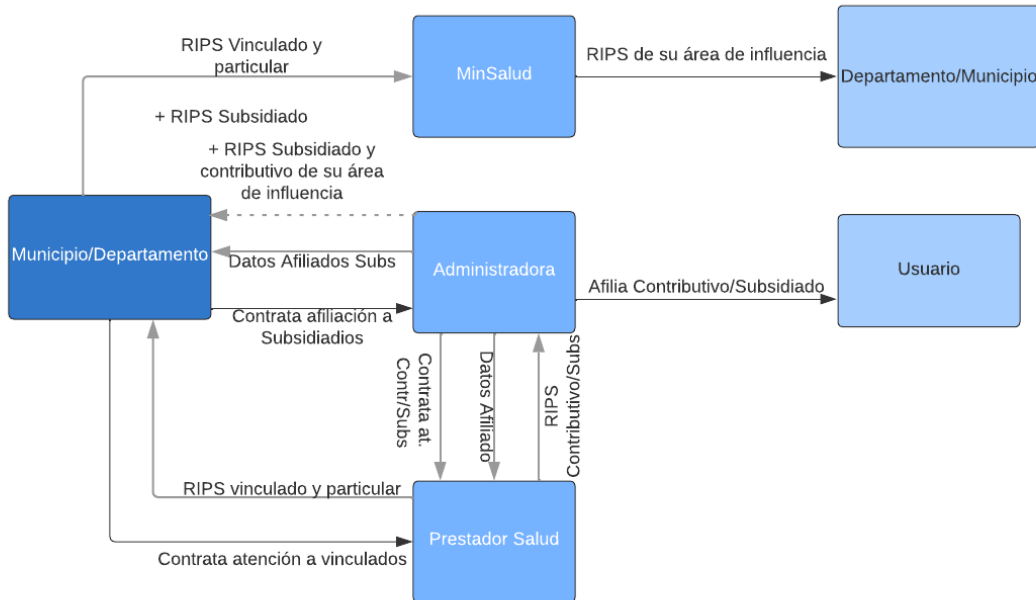 RIPS Vinculado y
particular
MinSalud
RIPS de su área de influencia
Departamento/Municipio
+ RIPS Subsidiado
+ RIPS Subsidiado y
contributivo de su área
de influencia
Municipio/Departamento
Datos Afiliados Subs
Administradora
Usuario
Afilia Contributivo/Subsidiado
Contrata afiliación a
Subsidiadios
Contrata at.
Contr/Subs
Datos Afiliado
RIPS
Contributivo/Subs
RIPS vinculado y particular
Prestador Salud
Contrata atención a vinculados